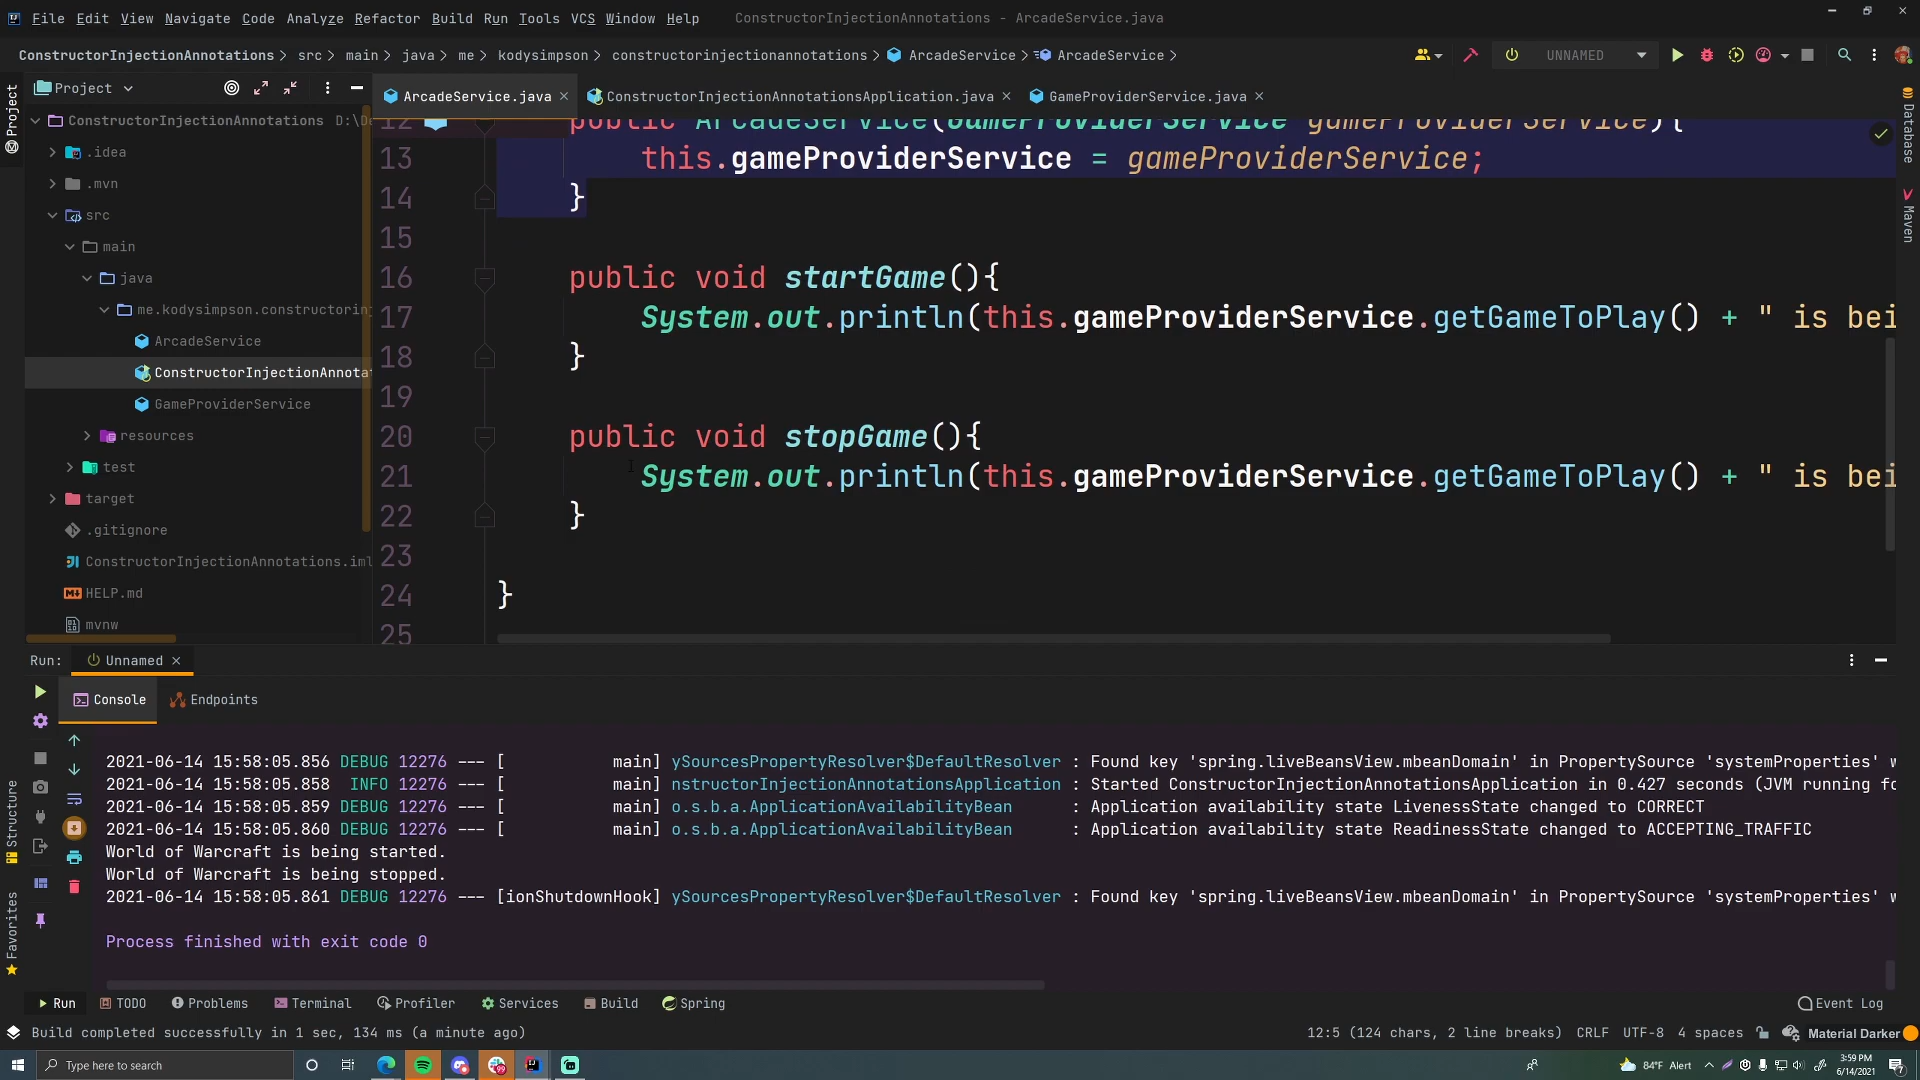 File Edit View Navigate Code Analyze Refactor Build Run Tools VCS Window Help ConstructorInjectionAnnotations - ArcadeService.java
ConstructorInjectionAnnotations > src > main > java > me > kodysimpson > constructorinjectionannotations > ArcadeService > ArcadeService > UNNAMED
Project
ArcadeService.java ConstructorInjectionAnnotationsApplication.java GameProviderService.java
ConstructorInjectionAnnotations D:\De
.idea
.mvn
src
main
java
me.kodysimpson.constructorinj
ArcadeService
ConstructorInjectionAnnota
GameProviderService
resources
test
target
.gitignore
ConstructorInjectionAnnotations.iml
HELP.md
mvnw
12 public ArcadeService(GameProviderService gameProviderService){
13 this.gameProviderService = gameProviderService;
14 }
15
16 public void startGame(){
17 System.out.println(this.gameProviderService.getGameToPlay() + " is bei
18 }
19
20 public void stopGame(){
21 System.out.println(this.gameProviderService.getGameToPlay() + " is bei
22 }
23
24 }
25
Project
Structure
Favorites
Database
Maven
Run: Unnamed
Console Endpoints
2021-06-14 15:58:05.856 DEBUG 12276 --- [ main] ySourcesPropertyResolver$DefaultResolver : Found key 'spring.liveBeansView.mbeanDomain' in PropertySource 'systemProperties' w
2021-06-14 15:58:05.858 INFO 12276 --- [ main] nstructorInjectionAnnotationsApplication : Started ConstructorInjectionAnnotationsApplication in 0.427 seconds (JVM running fo
2021-06-14 15:58:05.859 DEBUG 12276 --- [ main] o.s.b.a.ApplicationAvailabilityBean : Application availability state LivenessState changed to CORRECT
2021-06-14 15:58:05.860 DEBUG 12276 --- [ main] o.s.b.a.ApplicationAvailabilityBean : Application availability state ReadinessState changed to ACCEPTING_TRAFFIC
World of Warcraft is being started.
World of Warcraft is being stopped.
2021-06-14 15:58:05.861 DEBUG 12276 --- [ionShutdownHook] ySourcesPropertyResolver$DefaultResolver : Found key 'spring.liveBeansView.mbeanDomain' in PropertySource 'systemProperties' w
Process finished with exit code 0
Run TODO Problems Terminal Profiler Services Build Spring Event Log
Build completed successfully in 1 sec, 134 ms (a minute ago) 12:5 (124 chars, 2 line breaks) CRLF UTF-8 4 spaces Material Darker
Type here to search 84°F Alert 3:59 PM
6/14/2021